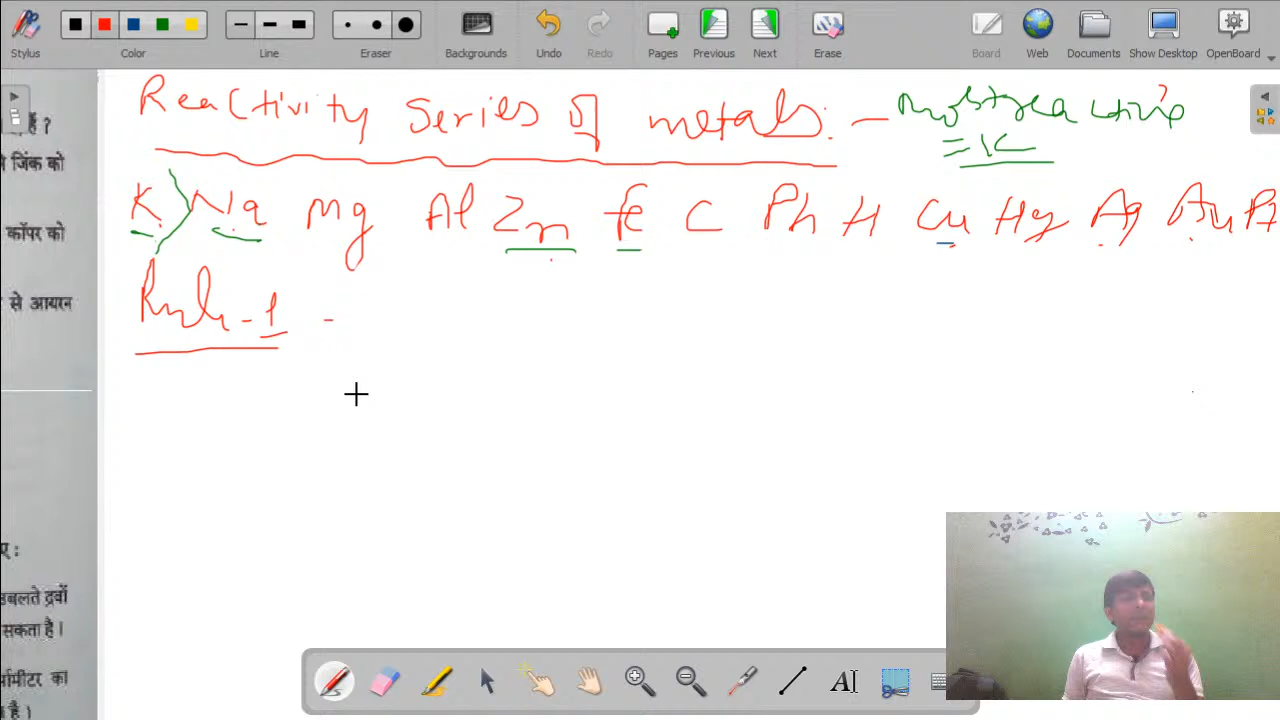 Stylus
Color
Line
Eraser
Backgrounds
Undo
Redo
Pages
Previous
Next
Erase
Board
Web
Documents
Show Desktop
OpenBoard
Reactivity Series of metals. - most reactive ?
= K
K > Na Mg Al Zn Fe C Pb H Cu Hg Ag Au Pt
Rule-1 -
है ?
जिंक को
कॉपर को
से आयरन
उबलते द्रवों
सकता है।
र्मामीटर का